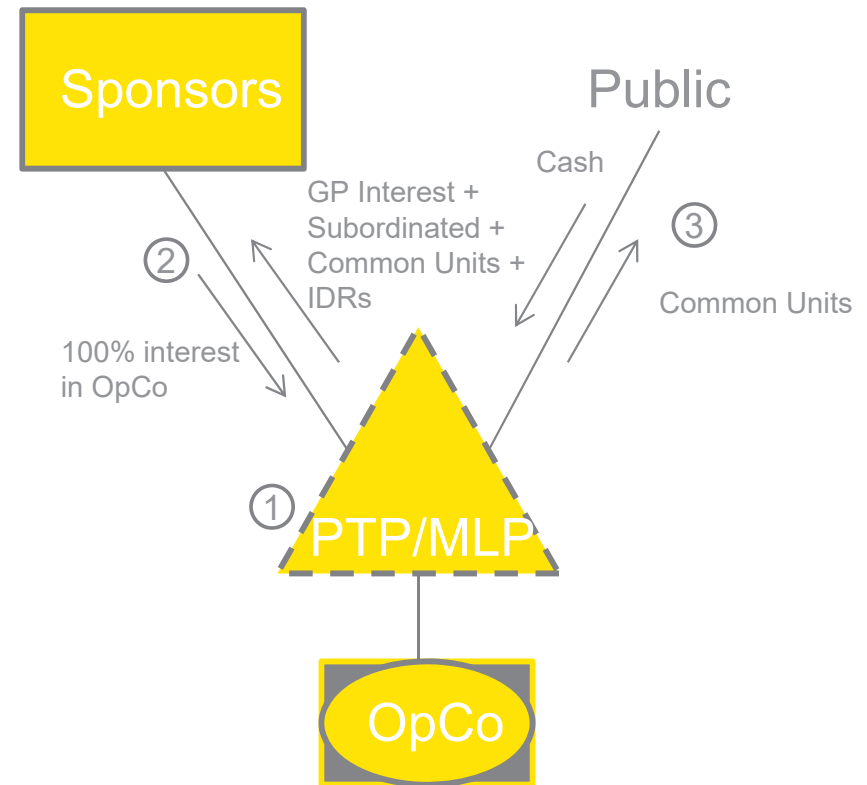 Sponsors
Public
Cash
GP Interest +
Subordinated +
Common Units +
IDRs
3
2
Common Units
100% interest
in OpCo
1
PTP/MLP
OpCo